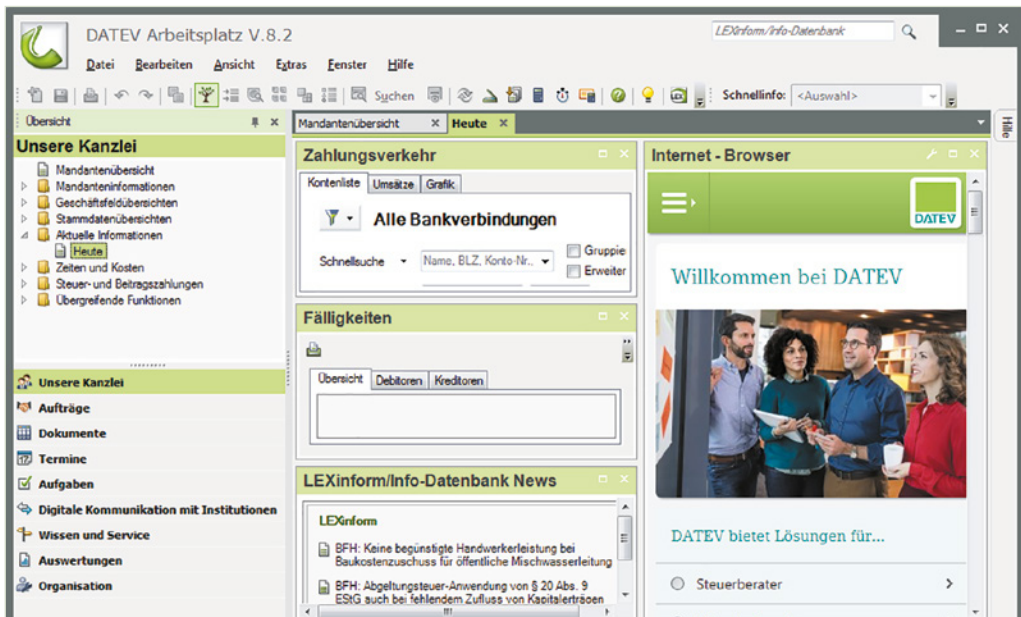 DATEV Arbeitsplatz V.8.2
LEXinform/Info-Datenbank
Datei Bearbeiten Ansicht Extras Fenster Hilfe
Suchen
Schnellinfo: <Auswahl>
Übersicht
Unsere Kanzlei
Mandantenübersicht
Mandanteninformationen
Geschäftsfeldübersichten
Stammdatenübersichten
Aktuelle Informationen
Heute
Zeiten und Kosten
Steuer- und Beitragszahlungen
Übergreifende Funktionen
Unsere Kanzlei
Aufträge
Dokumente
Termine
Aufgaben
Digitale Kommunikation mit Institutionen
Wissen und Service
Auswertungen
Organisation
Mandantenübersicht Heute
Zahlungsverkehr
Kontenliste Umsätze Grafik
Alle Bankverbindungen
Schnellsuche Name, BLZ, Konto-Nr.,
Gruppie
Erweiter
Fälligkeiten
Übersicht Debitoren Kreditoren
LEXinform/Info-Datenbank News
LEXinform
BFH: Keine begünstigte Handwerkerleistung bei
Baukostenzuschuss für öffentliche Mischwasserleitung
BFH: Abgeltungsteuer-Anwendung von § 20 Abs. 9
EStG auch bei fehlendem Zufluss von Kapitalerträgen
Internet - Browser
DATEV
Willkommen bei DATEV
DATEV bietet Lösungen für...
Steuerberater
Hilfe